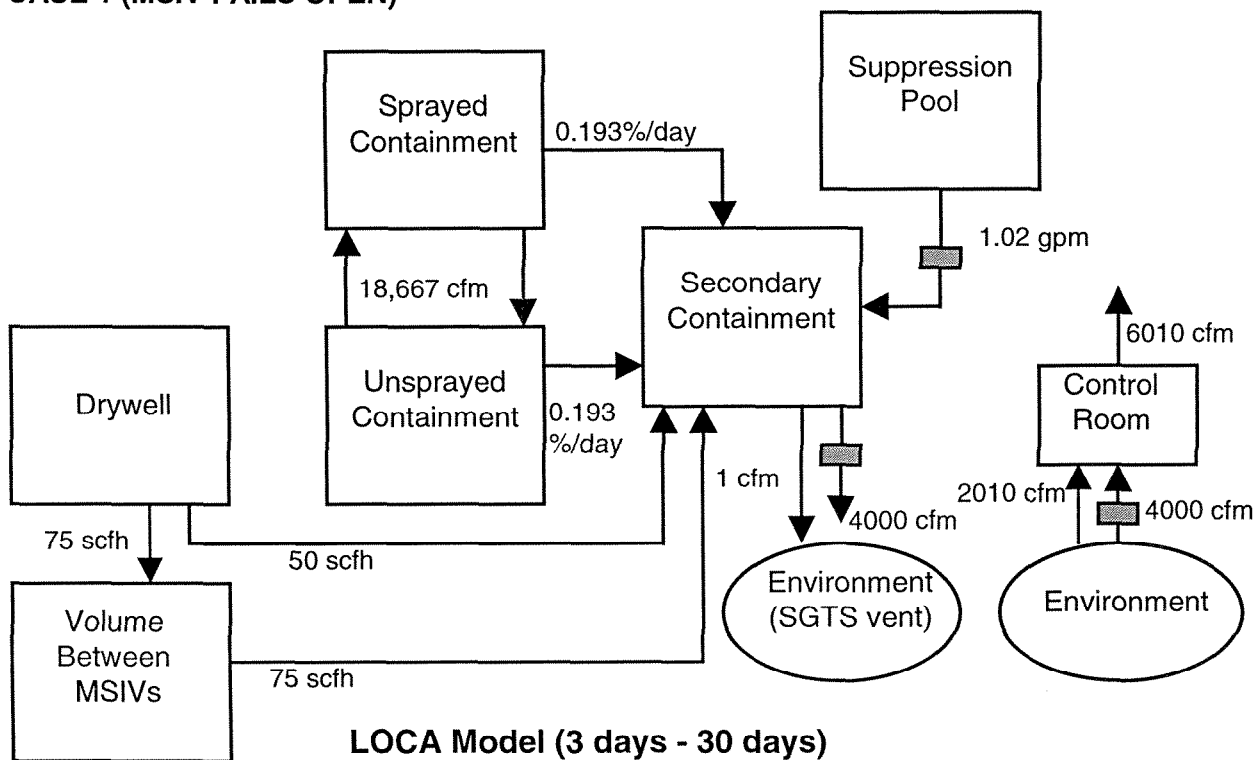 CASE 1 (MSIV FAILS OPEN)
Sprayed
Containment
0.193%/day
Suppression
Pool
1.02 gpm
18,667 cfm
Secondary
Containment
6010 cfm
Drywell
Unsprayed
Containment
0.193
%/day
Control
Room
1 cfm
2010 cfm
4000 cfm
4000 cfm
75 scfh
50 scfh
Volume
Between
MSIVs
75 scfh
Environment
(SGTS vent)
Environment
LOCA Model (3 days - 30 days)